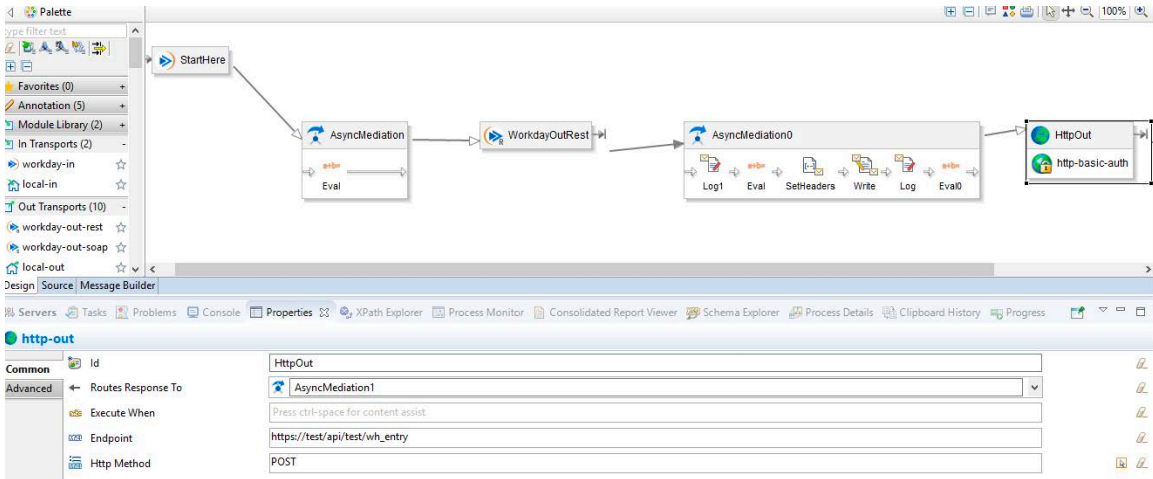 Palette
100%
type filter text
Favorites (0) +
Annotation (5) +
Module Library (2) +
In Transports (2) -
workday-in
local-in
Out Transports (10) -
workday-out-rest
workday-out-soap
local-out
StartHere
AsyncMediation
a+b=
Eval
WorkdayOutRest
AsyncMediation0
Log1 Eval SetHeaders Write Log Eval0
HttpOut
http-basic-auth
Design Source Message Builder
Servers Tasks Problems Console Properties XPath Explorer Process Monitor Consolidated Report Viewer Schema Explorer Process Details Clipboard History Progress
http-out
Common
Advanced
Id HttpOut
Routes Response To AsyncMediation1
Execute When Press ctrl-space for content assist
Endpoint https://test/api/test/wh_entry
Http Method POST